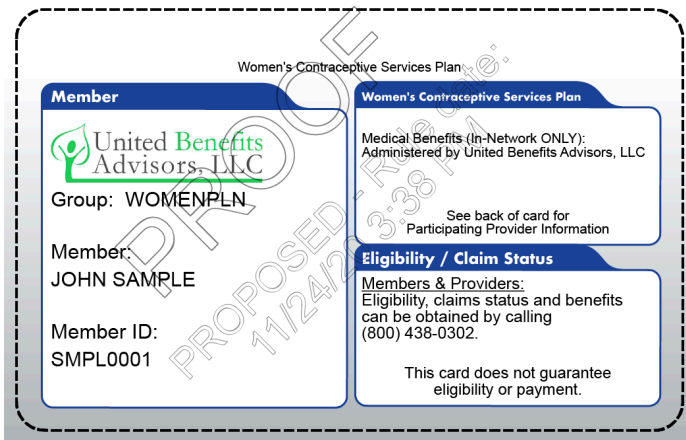 Women's Contraceptive Services Plan
Member
United Benefits
Advisors, LLC
Group: WOMENPLN
Member:
JOHN SAMPLE
Member ID:
SMPL0001
Women's Contraceptive Services Plan
Medical Benefits (In-Network ONLY):
Administered by United Benefits Advisors, LLC
See back of card for
Participating Provider Information
Eligibility / Claim Status
Members & Providers:
Eligibility, claims status and benefits
can be obtained by calling
(800) 438-0302.
This card does not guarantee
eligibility or payment.
PROOF
PROPOSED - Rule date:
11/24/20 3:38 PM